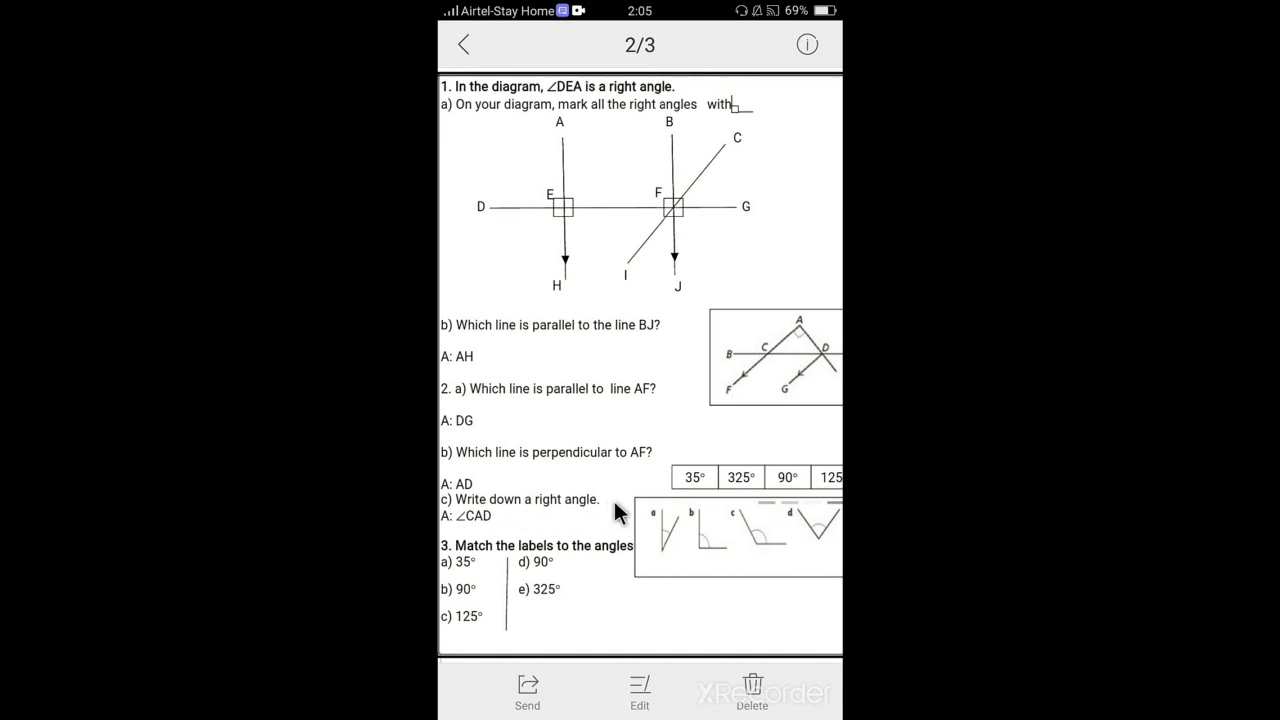 Airtel-Stay Home 2:05 69%
2/3
1. In the diagram, ∠DEA is a right angle.
a) On your diagram, mark all the right angles with
A B
C
E F
D G
I
H J
b) Which line is parallel to the line BJ?
A
B C D
F G
A: AH
2. a) Which line is parallel to line AF?
A: DG
b) Which line is perpendicular to AF?
35° 325° 90° 125
A: AD
c) Write down a right angle.
A: ∠CAD
a b c d
3. Match the labels to the angles
a) 35° d) 90°
b) 90° e) 325°
c) 125°
Send Edit Delete
XRecorder